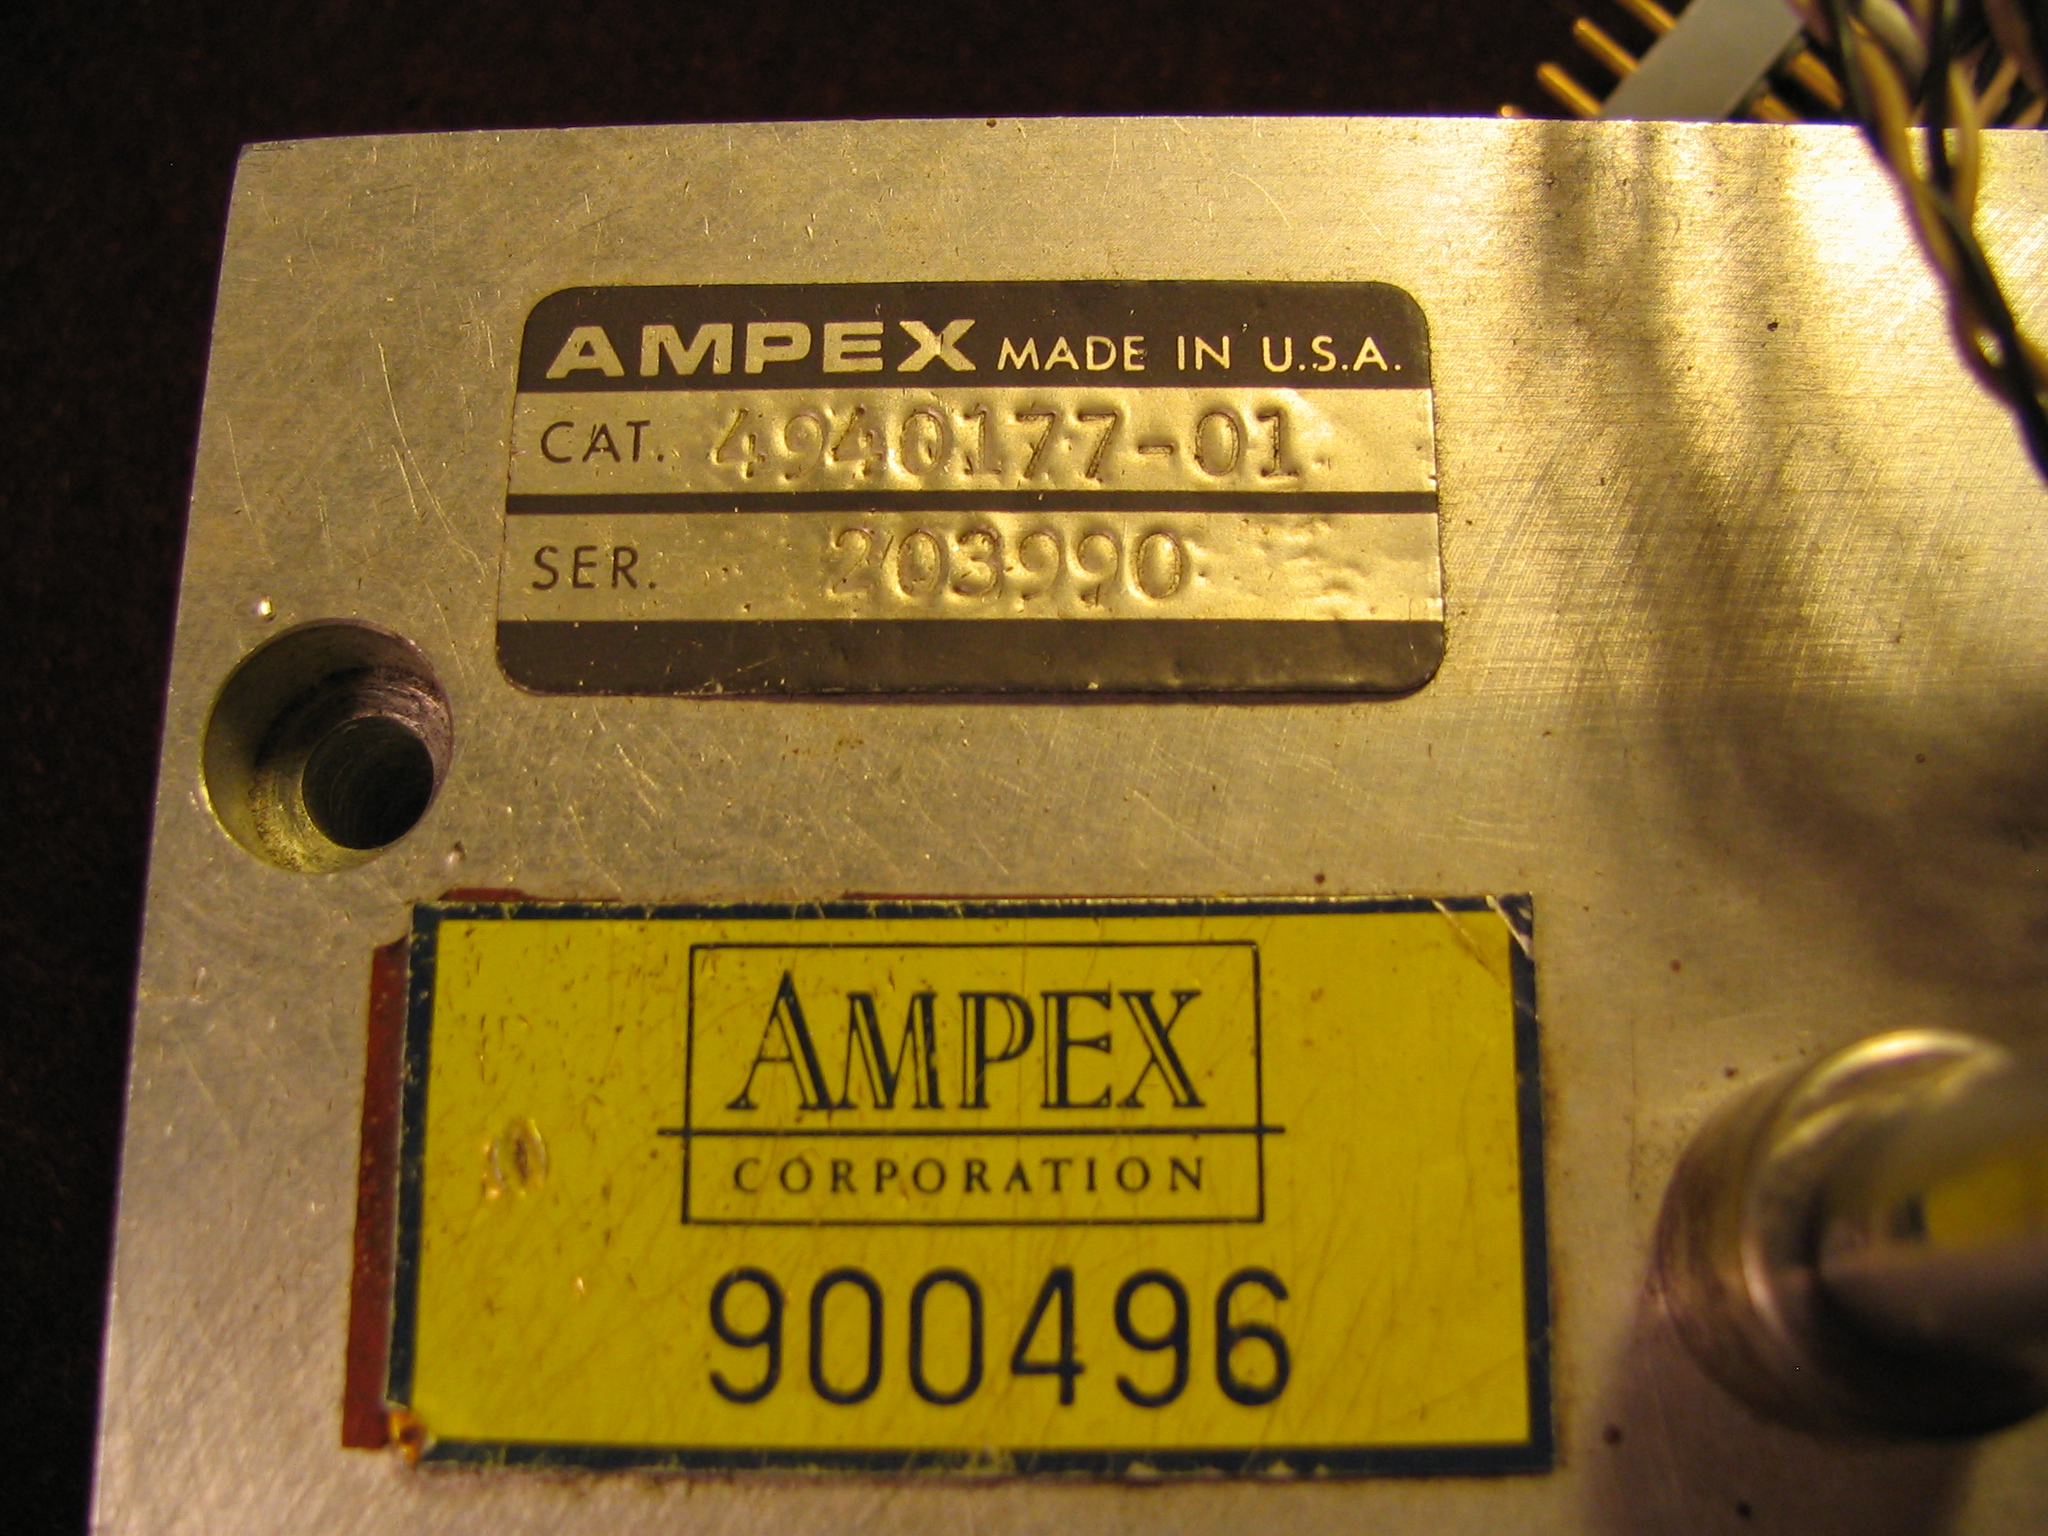 AMPEX MADE IN U.S.A.
CAT. 4940177-01
SER. 203990
AMPEX
CORPORATION
900496